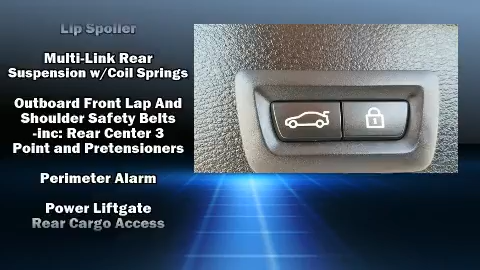 Lip Spoiler
Multi-Link Rear
Suspension w/Coil Springs
Outboard Front Lap And
Shoulder Safety Belts
-inc: Rear Center 3
Point and Pretensioners
Perimeter Alarm
Power Liftgate
Rear Cargo Access